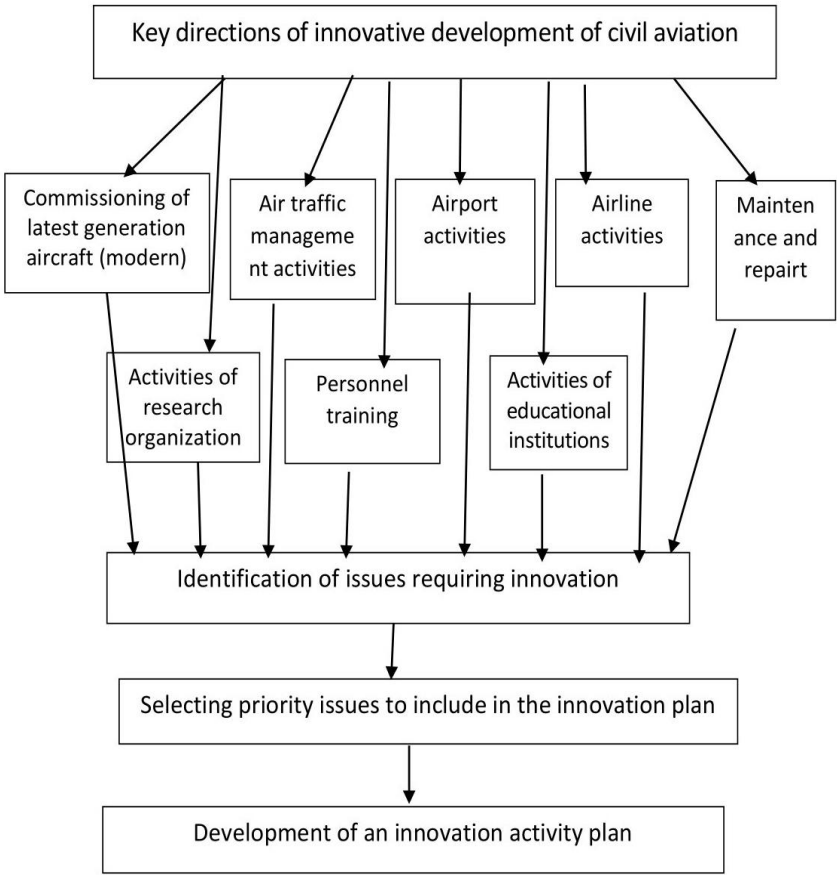 Key directions of innovative development of civil aviation
Commissioning of
latest generation
aircraft (modern)
Air traffic
manageme
nt activities
Airport
activities
Airline
activities
Mainten
ance and
repairt
Activities of
research
organization
Personnel
training
Activities of
educational
institutions
Identification of issues requiring innovation
Selecting priority issues to include in the innovation plan
Development of an innovation activity plan